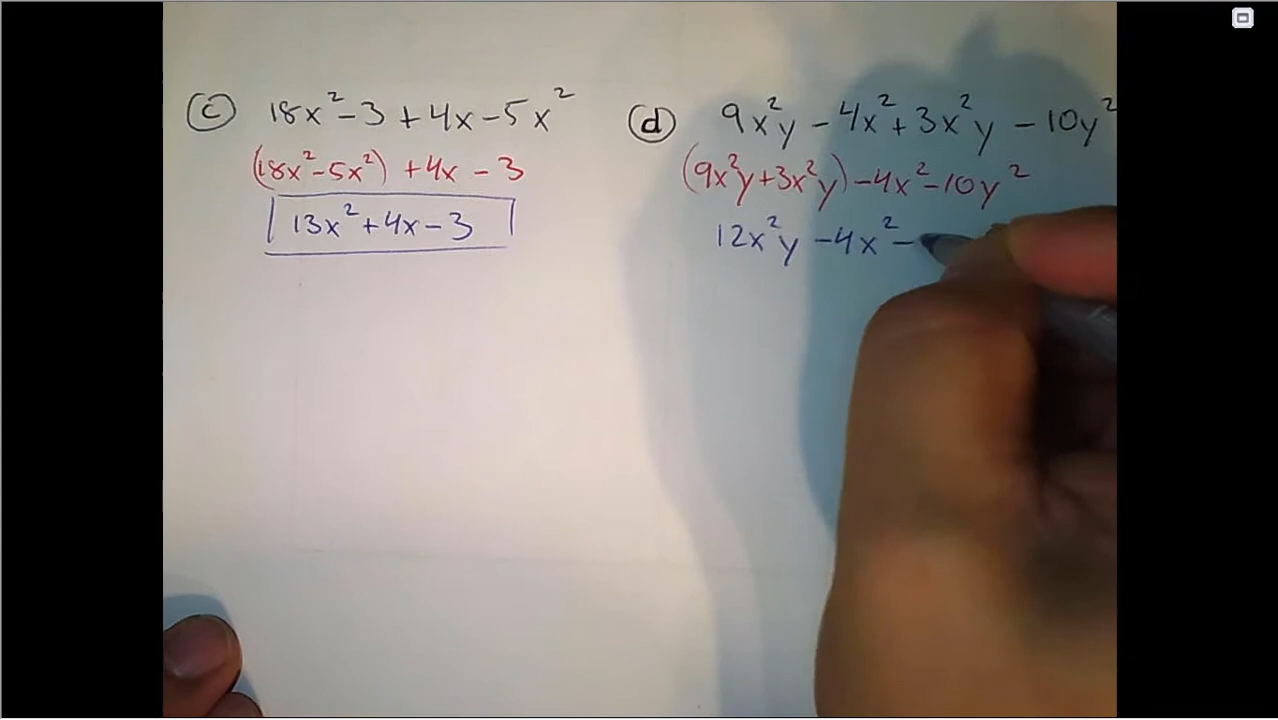 ⓒ 18x² - 3 + 4x - 5x²
(18x² - 5x²) + 4x - 3
13x² + 4x - 3
ⓓ 9x²y - 4x² + 3x²y - 10y²
(9x²y + 3x²y) - 4x² - 10y²
12x²y - 4x² -